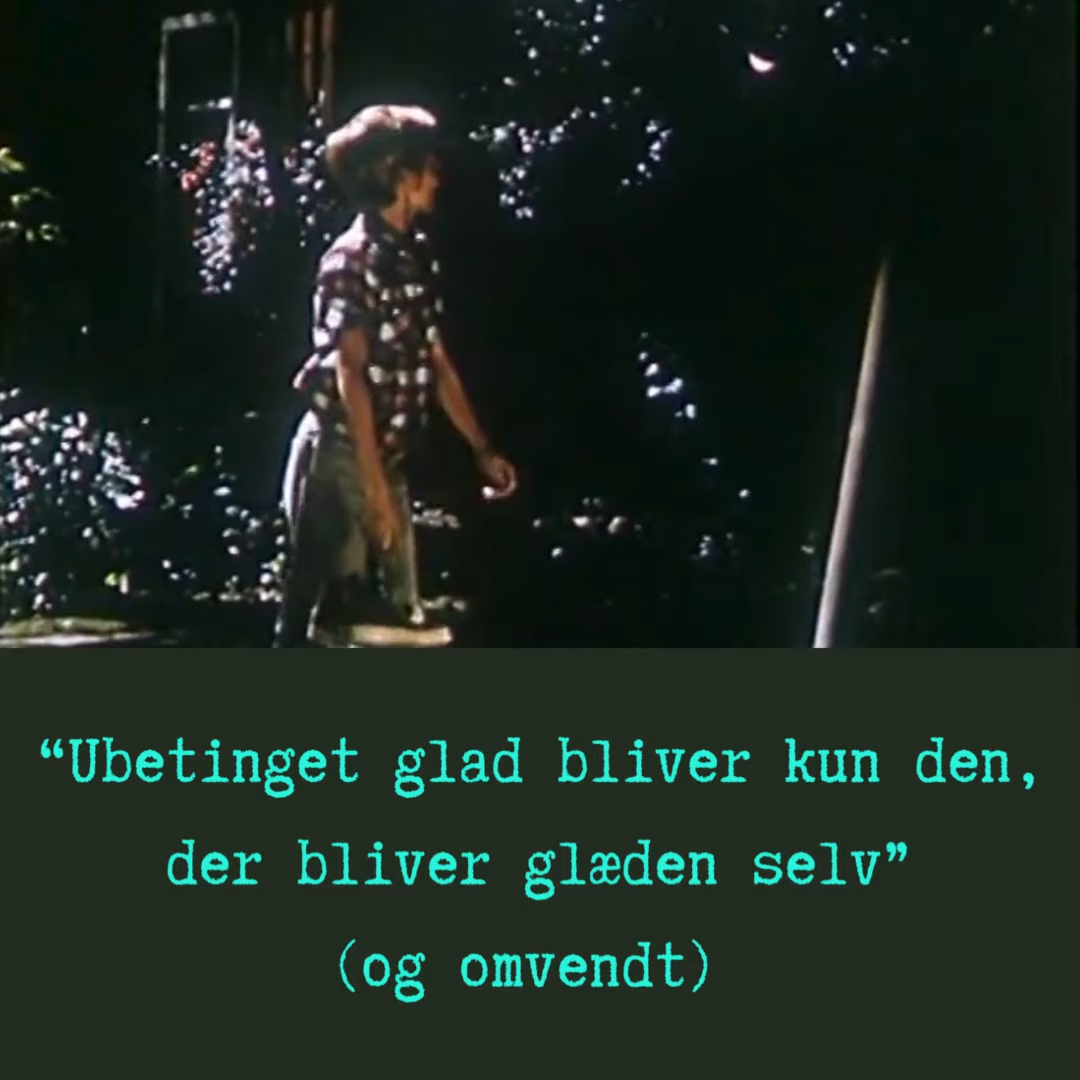 “Ubetinget glad bliver kun den,
der bliver glæden selv”
(og omvendt)